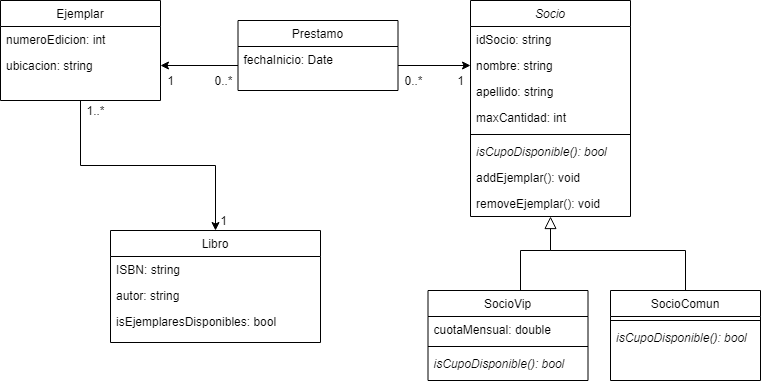 Ejemplar
numeroEdicion: int
ubicacion: string
Prestamo
fechaInicio: Date
Socio
idSocio: string
nombre: string
apellido: string
maxCantidad: int
isCupoDisponible(): bool
addEjemplar(): void
removeEjemplar(): void
1
0..*
0..*
1
1..*
1
Libro
ISBN: string
autor: string
isEjemplaresDisponibles: bool
SocioVip
cuotaMensual: double
isCupoDisponible(): bool
SocioComun
isCupoDisponible(): bool